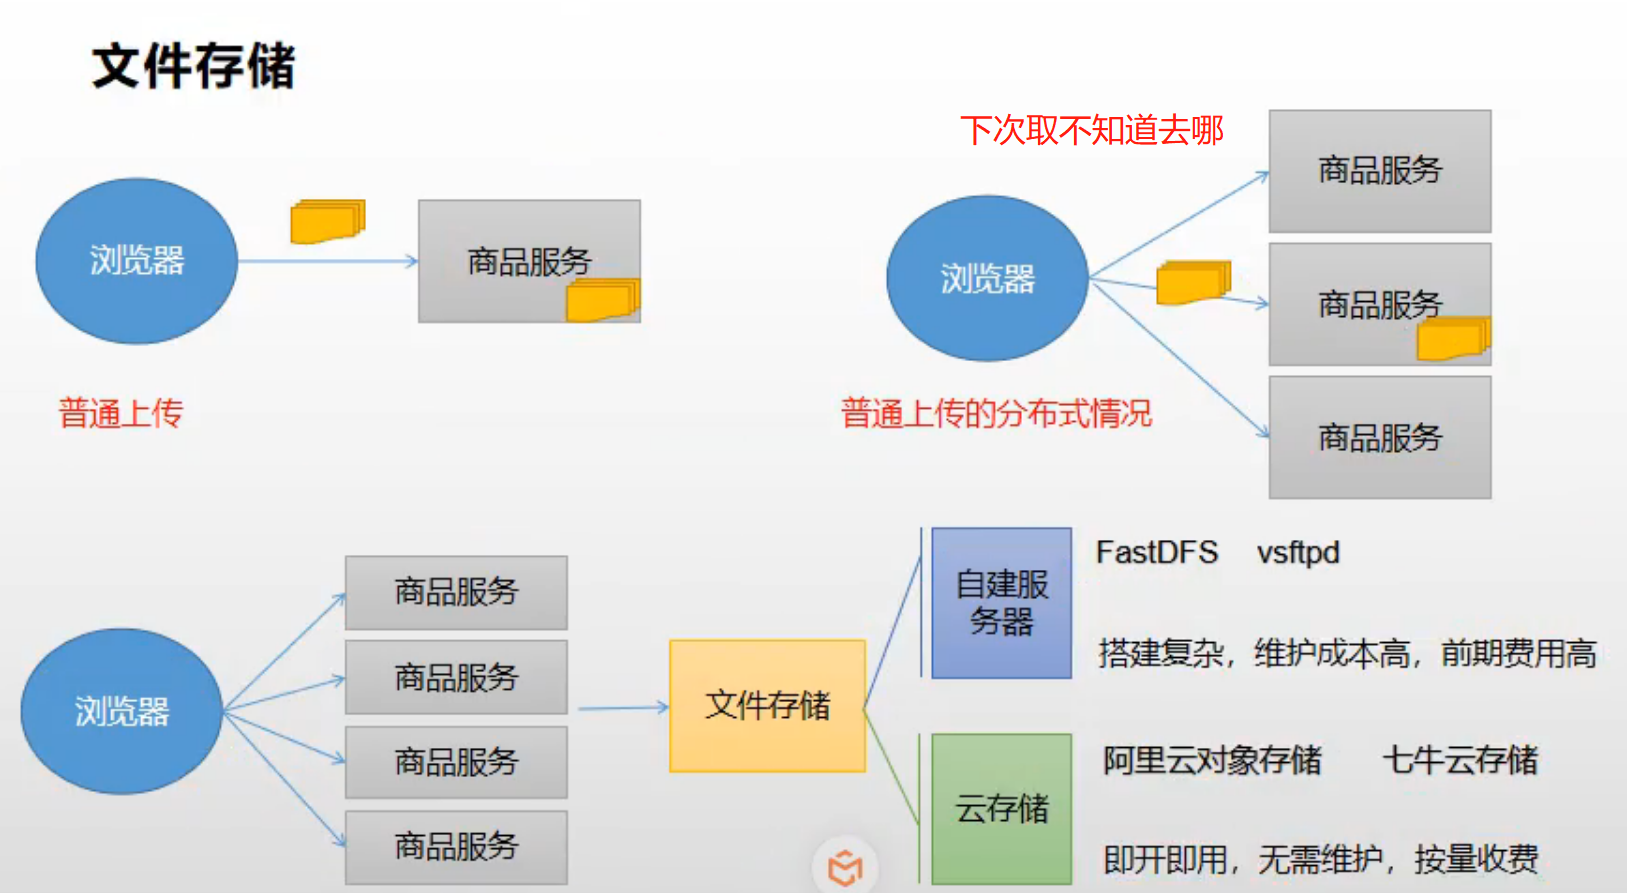 文件存储
浏览器
商品服务
普通上传
下次取不知道去哪
浏览器
商品服务
商品服务
商品服务
普通上传的分布式情况
浏览器
商品服务
商品服务
商品服务
商品服务
文件存储
自建服
务器
FastDFS vsftpd
搭建复杂，维护成本高，前期费用高
云存储
阿里云对象存储 七牛云存储
即开即用，无需维护，按量收费